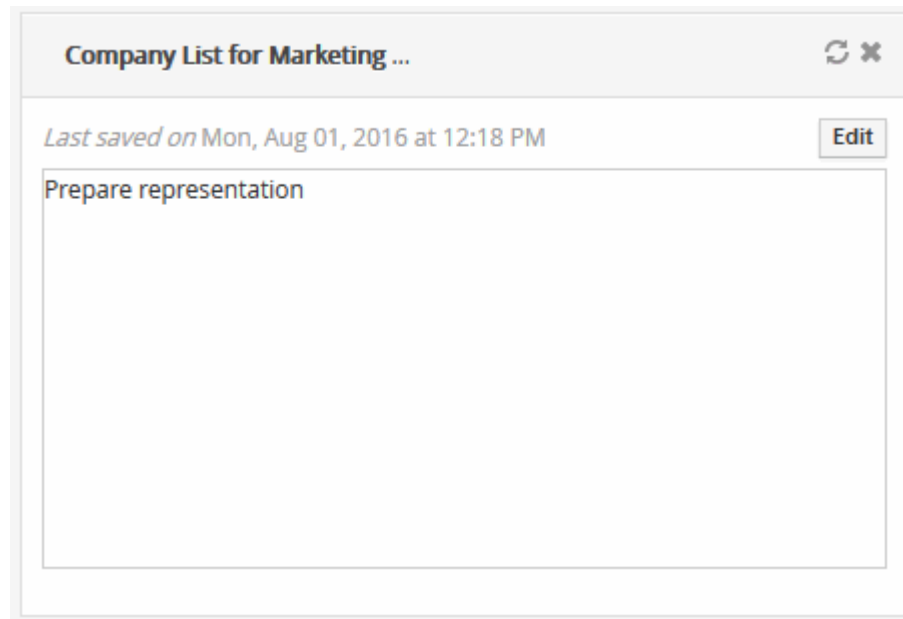 Company List for Marketing ...
Last saved on Mon, Aug 01, 2016 at 12:18 PM
Edit
Prepare representation